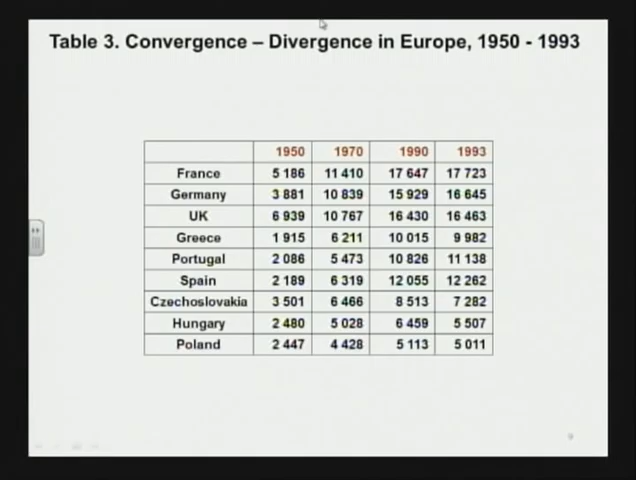 Table 3. Convergence – Divergence in Europe, 1950 - 1993
1950 1970 1990 1993
France 5 186 11 410 17 647 17 723
Germany 3 881 10 839 15 929 16 645
UK 6 939 10 767 16 430 16 463
Greece 1 915 6 211 10 015 9 982
Portugal 2 086 5 473 10 826 11 138
Spain 2 189 6 319 12 055 12 262
Czechoslovakia 3 501 6 466 8 513 7 282
Hungary 2 480 5 028 6 459 5 507
Poland 2 447 4 428 5 113 5 011
9